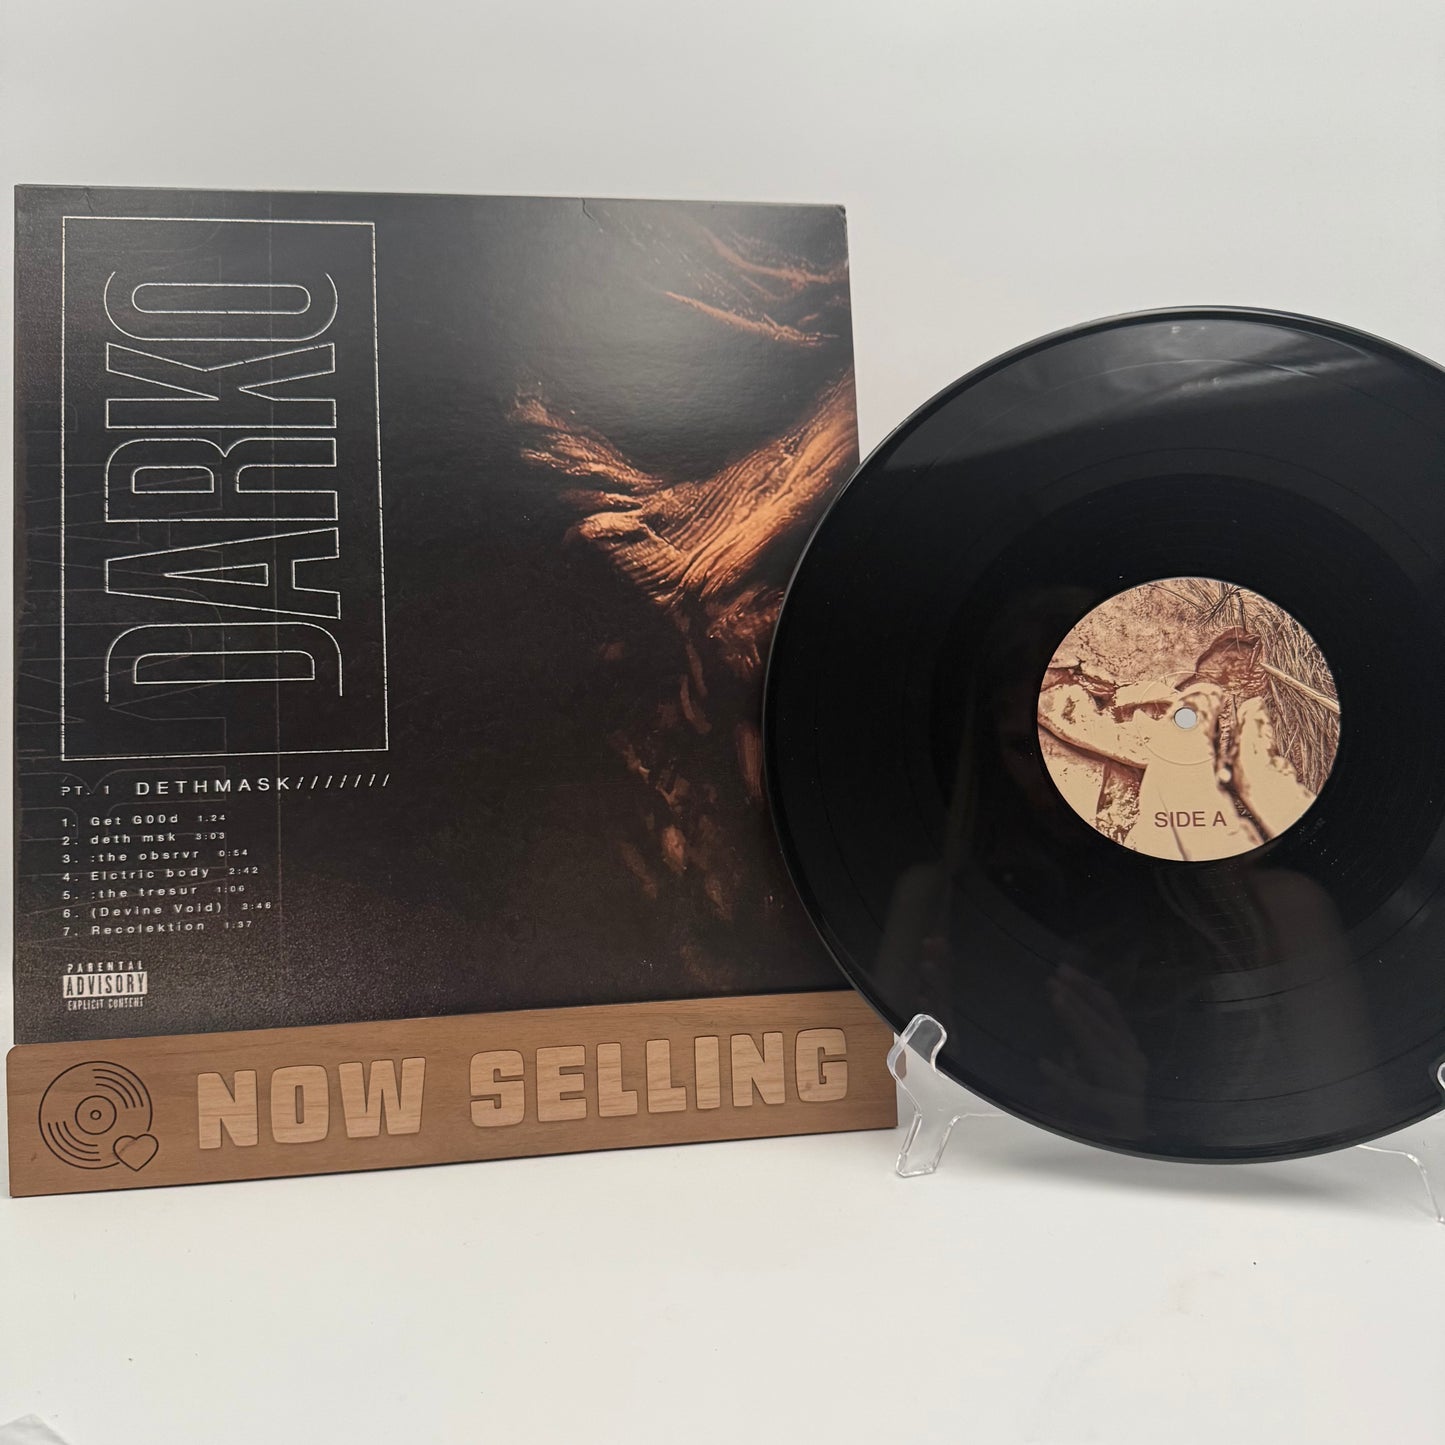 DARKO
PT. 1 DETHMASK///////
1. Get G00d 1.24
2. deth msk 3:03
3. :the obsrvr 0:54
4. Elctric body 2:42
5. :the tresur 1:06
6. (Devine Void) 3:46
7. Recolektion 1:37
PARENTAL
ADVISORY
EXPLICIT CONTENT
NOW SELLING
SIDE A